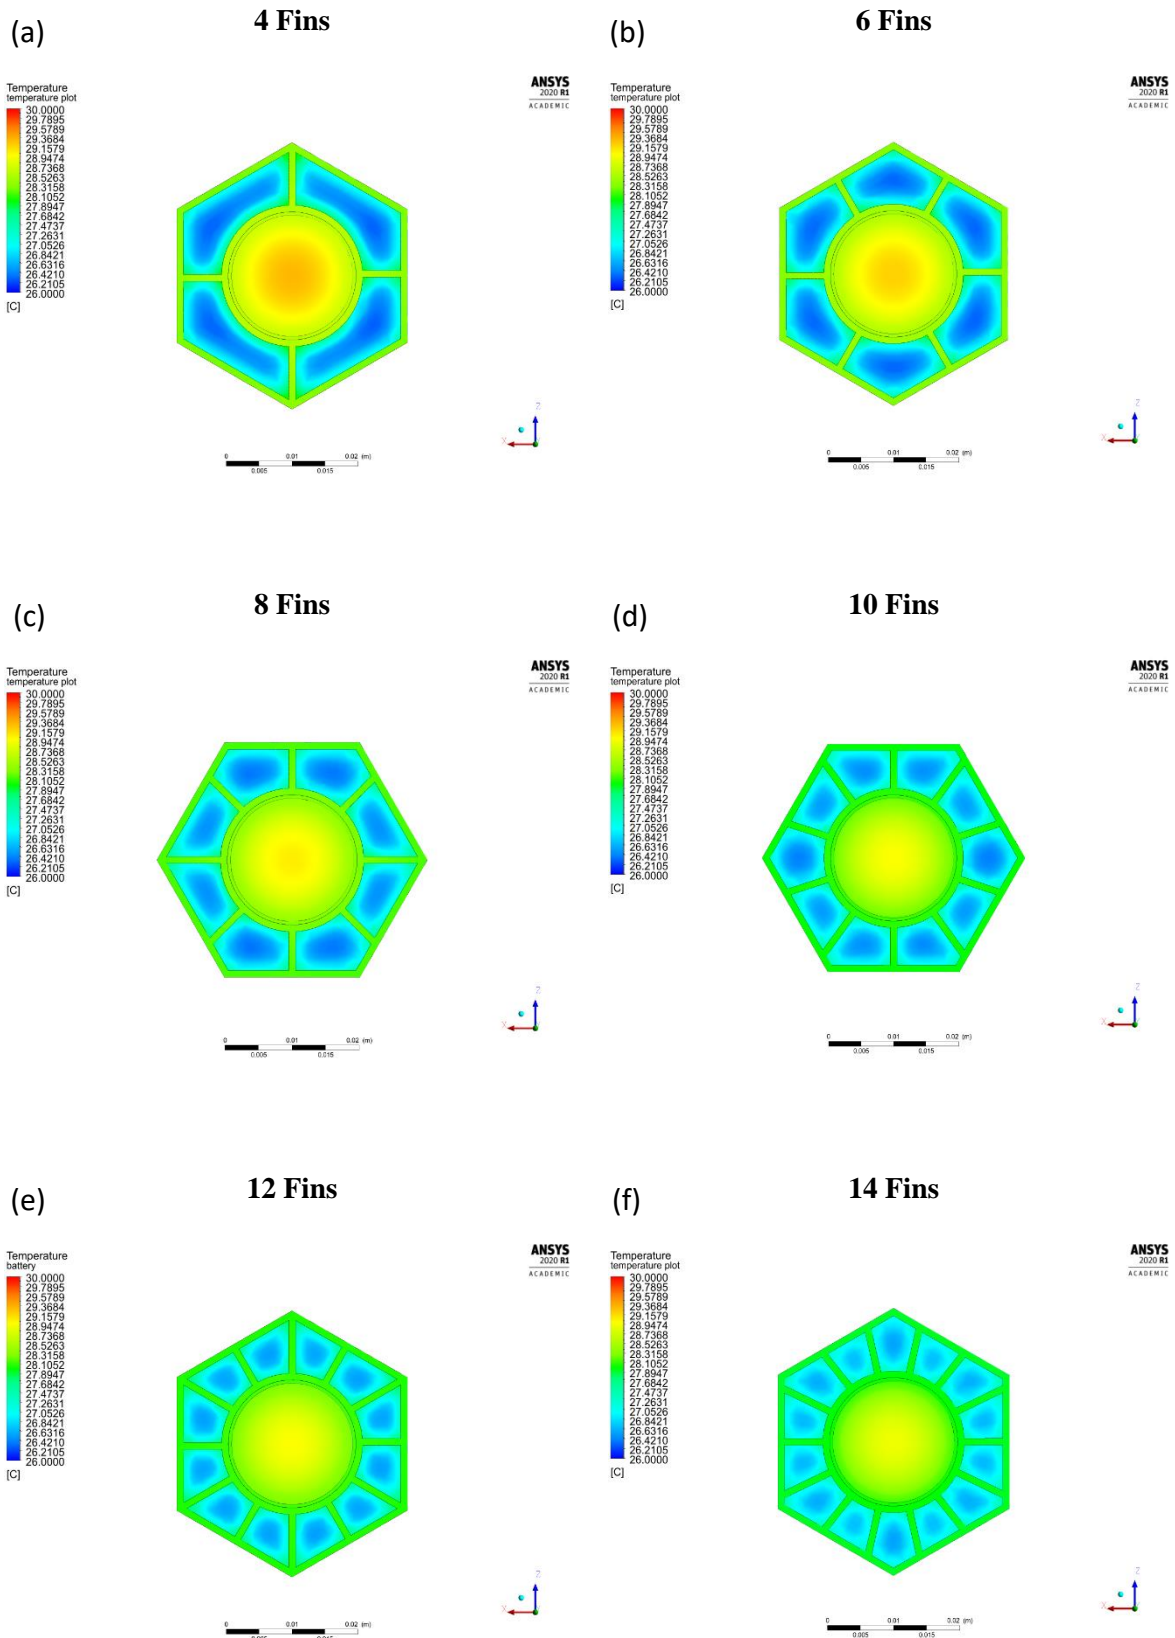 (a)
4 Fins
ANSYS
2020 R1
ACADEMIC
Temperature
temperature plot
30.0000
29.7895
29.5789
29.3684
29.1579
28.9474
28.7368
28.5263
28.3158
28.1052
27.8947
27.6842
27.4737
27.2631
27.0526
26.8421
26.6316
26.4210
26.2105
26.0000
[C]
Z
X
0 0.01 0.02 (m)
0.005 0.015
(b)
6 Fins
ANSYS
2020 R1
ACADEMIC
Temperature
temperature plot
30.0000
29.7895
29.5789
29.3684
29.1579
28.9474
28.7368
28.5263
28.3158
28.1052
27.8947
27.6842
27.4737
27.2631
27.0526
26.8421
26.6316
26.4210
26.2105
26.0000
[C]
Z
X
0 0.01 0.02 (m)
0.005 0.015
(c)
8 Fins
ANSYS
2020 R1
ACADEMIC
Temperature
temperature plot
30.0000
29.7895
29.5789
29.3684
29.1579
28.9474
28.7368
28.5263
28.3158
28.1052
27.8947
27.6842
27.4737
27.2631
27.0526
26.8421
26.6316
26.4210
26.2105
26.0000
[C]
Z
X
0 0.01 0.02 (m)
0.005 0.015
(d)
10 Fins
ANSYS
2020 R1
ACADEMIC
Temperature
temperature plot
30.0000
29.7895
29.5789
29.3684
29.1579
28.9474
28.7368
28.5263
28.3158
28.1052
27.8947
27.6842
27.4737
27.2631
27.0526
26.8421
26.6316
26.4210
26.2105
26.0000
[C]
Z
X
0 0.01 0.02 (m)
0.005 0.015
(e)
12 Fins
ANSYS
2020 R1
ACADEMIC
Temperature
battery
30.0000
29.7895
29.5789
29.3684
29.1579
28.9474
28.7368
28.5263
28.3158
28.1052
27.8947
27.6842
27.4737
27.2631
27.0526
26.8421
26.6316
26.4210
26.2105
26.0000
[C]
Z
X
0 0.01 0.02 (m)
0.005 0.015
(f)
14 Fins
ANSYS
2020 R1
ACADEMIC
Temperature
temperature plot
30.0000
29.7895
29.5789
29.3684
29.1579
28.9474
28.7368
28.5263
28.3158
28.1052
27.8947
27.6842
27.4737
27.2631
27.0526
26.8421
26.6316
26.4210
26.2105
26.0000
[C]
Z
X
0 0.01 0.02 (m)
0.005 0.015